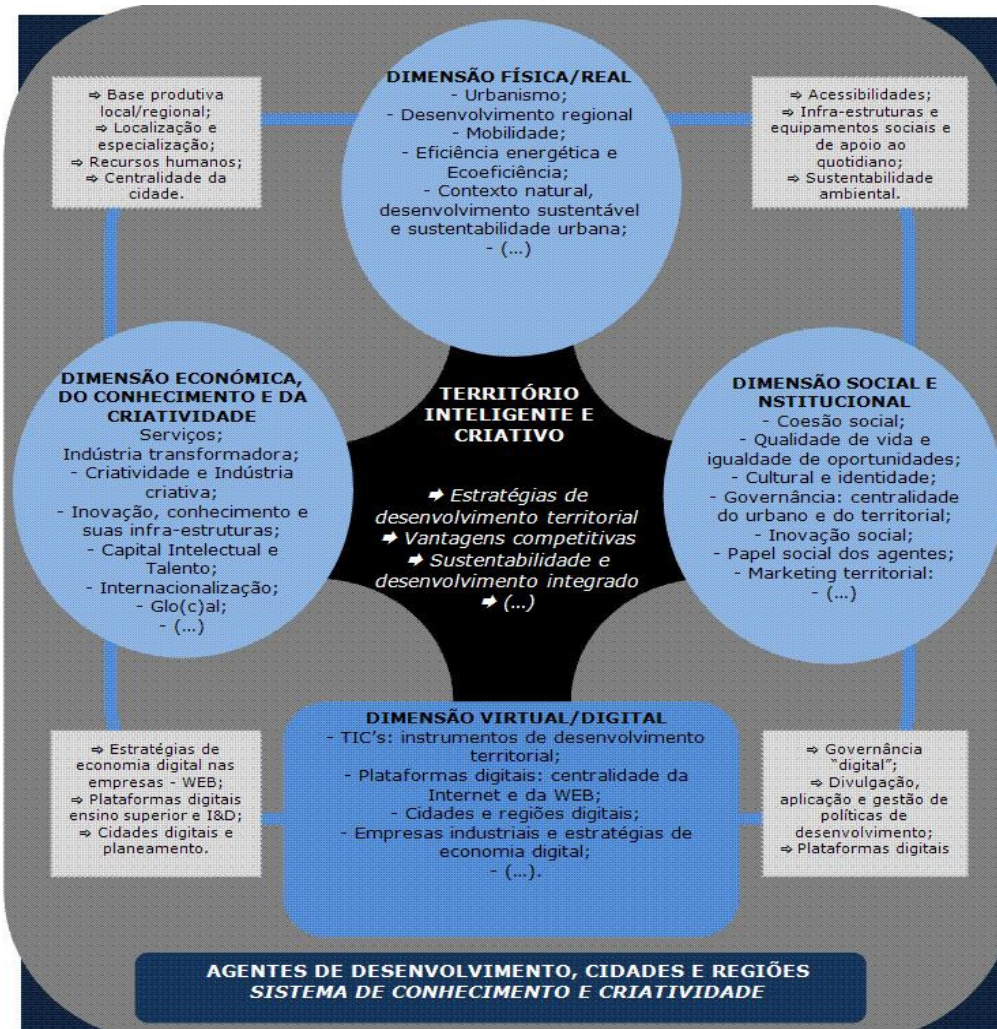 DIMENSÃO FÍSICA/REAL
- Urbanismo;
- Desenvolvimento regional
- Mobilidade;
- Eficiência energética e
Ecoeficiência;
- Contexto natural,
desenvolvimento sustentável
e sustentabilidade urbana;
- (...)
⇒ Base produtiva
local/regional;
⇒ Localização e
especialização;
⇒ Recursos humanos;
⇒ Centralidade da
cidade.
⇒ Acessibilidades;
⇒ Infra-estruturas e
equipamentos sociais e
de apoio ao
quotidiano;
⇒ Sustentabilidade
ambiental.
DIMENSÃO ECONÓMICA,
DO CONHECIMENTO E DA
CRIATIVIDADE
Serviços;
Indústria transformadora;
- Criatividade e Indústria
criativa;
- Inovação, conhecimento e
suas infra-estruturas;
- Capital Intelectual e
Talento;
- Internacionalização;
- Glo(c)al;
- (...)
TERRITÓRIO
INTELIGENTE E
CRIATIVO
➨ Estratégias de
desenvolvimento territorial
➨ Vantagens competitivas
➨ Sustentabilidade e
desenvolvimento integrado
➨ (...)
DIMENSÃO SOCIAL E
NSTITUCIONAL
- Coesão social;
- Qualidade de vida e
igualdade de oportunidades;
- Cultural e identidade;
- Governância: centralidade
do urbano e do territorial;
- Inovação social;
- Papel social dos agentes;
- Marketing territorial:
- (...)
⇒ Estratégias de
economia digital nas
empresas - WEB;
⇒ Plataformas digitais
ensino superior e I&D;
⇒ Cidades digitais e
planeamento.
DIMENSÃO VIRTUAL/DIGITAL
- TIC's: instrumentos de desenvolvimento
territorial;
- Plataformas digitais: centralidade da
Internet e da WEB;
- Cidades e regiões digitais;
- Empresas industriais e estratégias de
economia digital;
- (...).
⇒ Governância
"digital";
⇒ Divulgação,
aplicação e gestão de
políticas de
desenvolvimento;
⇒ Plataformas digitais
AGENTES DE DESENVOLVIMENTO, CIDADES E REGIÕES
SISTEMA DE CONHECIMENTO E CRIATIVIDADE